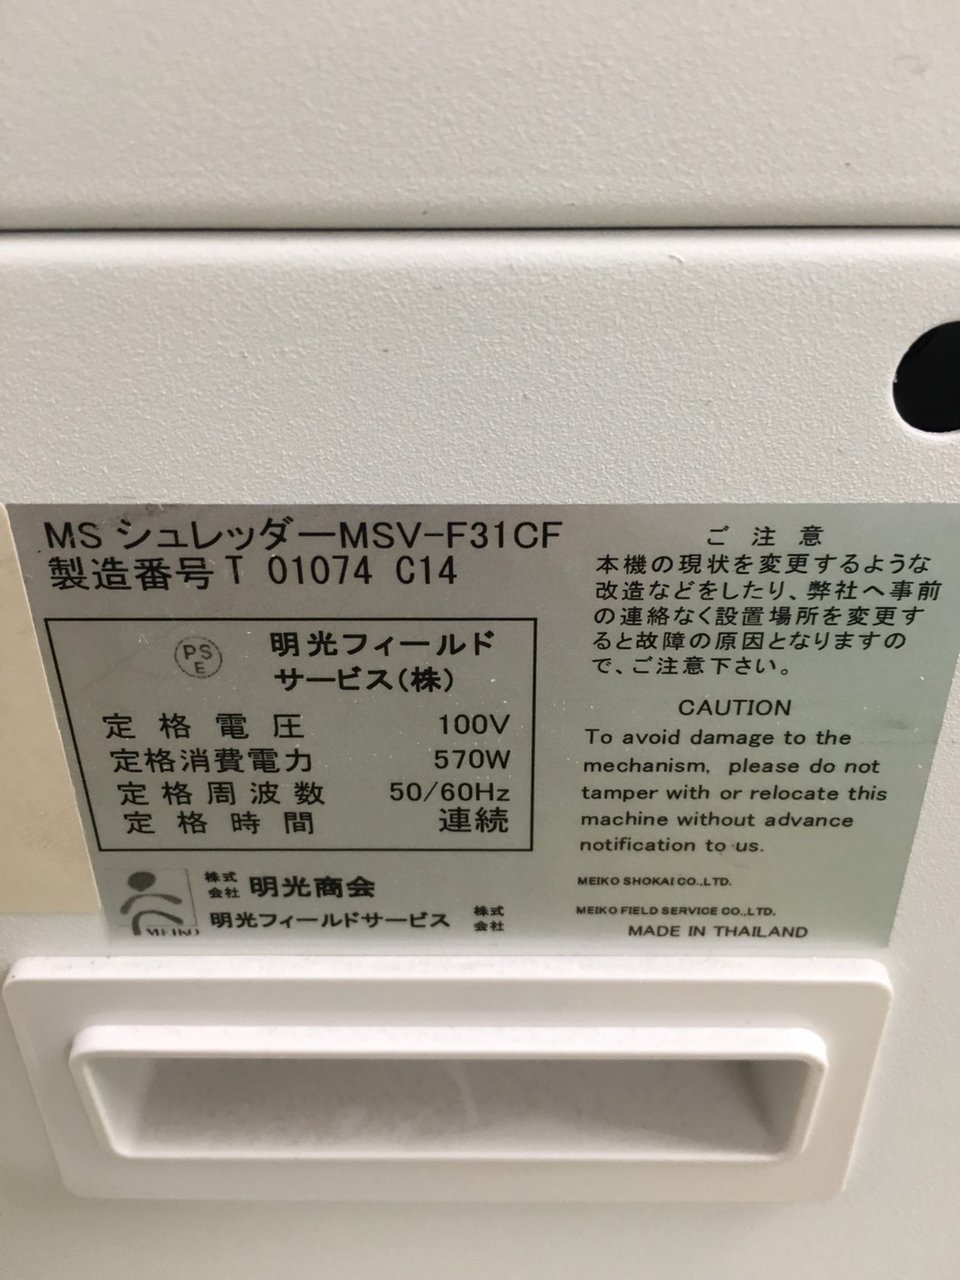 MS シュレッダーMSV-F31CF
製造番号 T 01074 C14
PS
E
明光フィールド
サービス(株)
定格電圧 100V
定格消費電力 570W
定格周波数 50/60Hz
定格時間 連続
株式
会社 明光商会
明光フィールドサービス 株式
会社
MEIKO
ご注意
本機の現状を変更するような
改造などをしたり、弊社へ事前
の連絡なく設置場所を変更す
ると故障の原因となりますの
で、ご注意下さい。
CAUTION
To avoid damage to the
mechanism, please do not
tamper with or relocate this
machine without advance
notification to us.
MEIKO SHOKAI CO.,LTD.
MEIKO FIELD SERVICE CO.,LTD.
MADE IN THAILAND